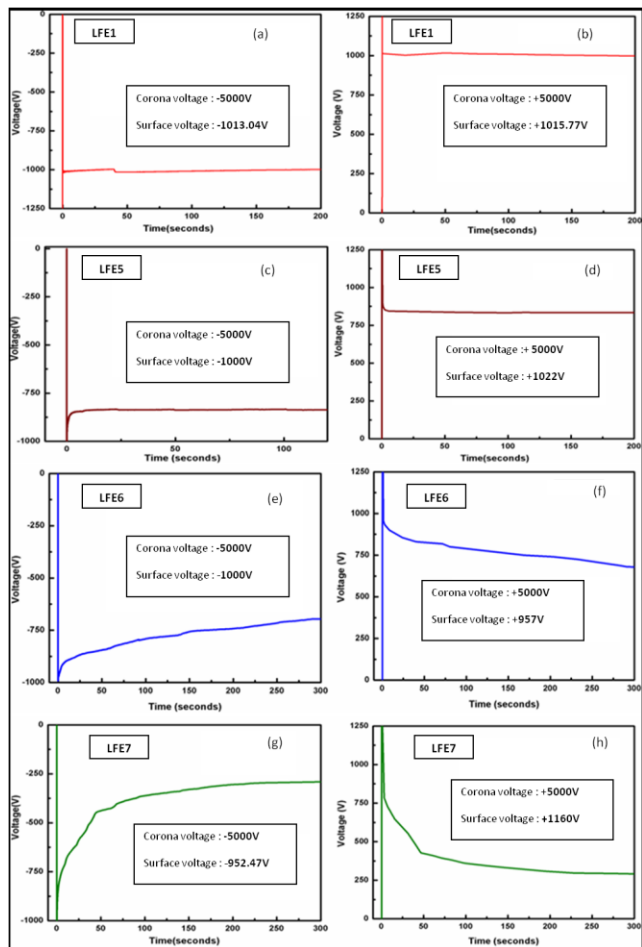 LFE1
(a)
Corona voltage : -5000V
Surface voltage : -1013.04V
Voltage(V)
0
-250
-500
-750
-1000
-1250
0 50 100 150 200
Time(seconds)
LFE1
(b)
Corona voltage : +5000V
Surface voltage : +1015.77V
Voltage (V)
1250
1000
750
500
250
0
0 50 100 150 200
Time(seconds)
LFE5
(c)
Corona voltage : -5000V
Surface voltage : -1000V
Voltage(V)
0
-250
-500
-750
-1000
0 50 100
Time (seconds)
LFE5
(d)
Corona voltage :+ 5000V
Surface voltage : +1022V
Voltage (V)
1250
1000
750
500
250
0
0 50 100 150 200
Time(seconds)
LFE6
(e)
Corona voltage : -5000V
Surface voltage : -1000V
Voltage(V)
0
-250
-500
-750
-1000
0 50 100 150 200 250 300
Time (seconds)
LFE6
(f)
Corona voltage : +5000V
Surface voltage : +957V
Voltage (V)
1250
1000
750
500
250
0
0 50 100 150 200 250 300
Time (seconds)
LFE7
(g)
Corona voltage : -5000V
Surface voltage : -952.47V
Voltage(V)
0
-250
-500
-750
-1000
0 50 100 150 200 250 300
Time (seconds)
LFE7
(h)
Corona voltage : +5000V
Surface voltage : +1160V
Voltage (V)
1250
1000
750
500
250
0
0 50 100 150 200 250 300
Time (seconds)